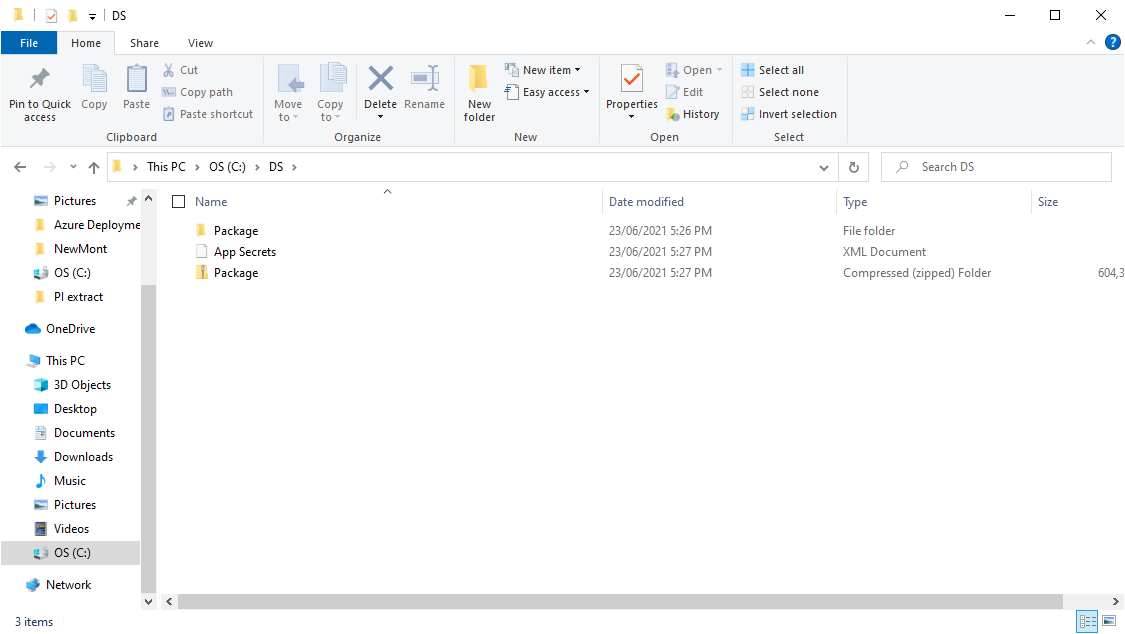 DS
File Home Share View
Pin to Quick access
Copy
Paste
Cut
Copy path
Paste shortcut
Clipboard
Move to
Copy to
Delete
Rename
Organize
New folder
New item
Easy access
New
Properties
Open
Edit
History
Open
Select all
Select none
Invert selection
Select
This PC > OS (C:) > DS >
Search DS
Pictures
Azure Deployme
NewMont
OS (C:)
PI extract
OneDrive
This PC
3D Objects
Desktop
Documents
Downloads
Music
Pictures
Videos
OS (C:)
Network
Name Date modified Type Size
Package 23/06/2021 5:26 PM File folder
App Secrets 23/06/2021 5:27 PM XML Document
Package 23/06/2021 5:27 PM Compressed (zipped) Folder 604,3
3 items